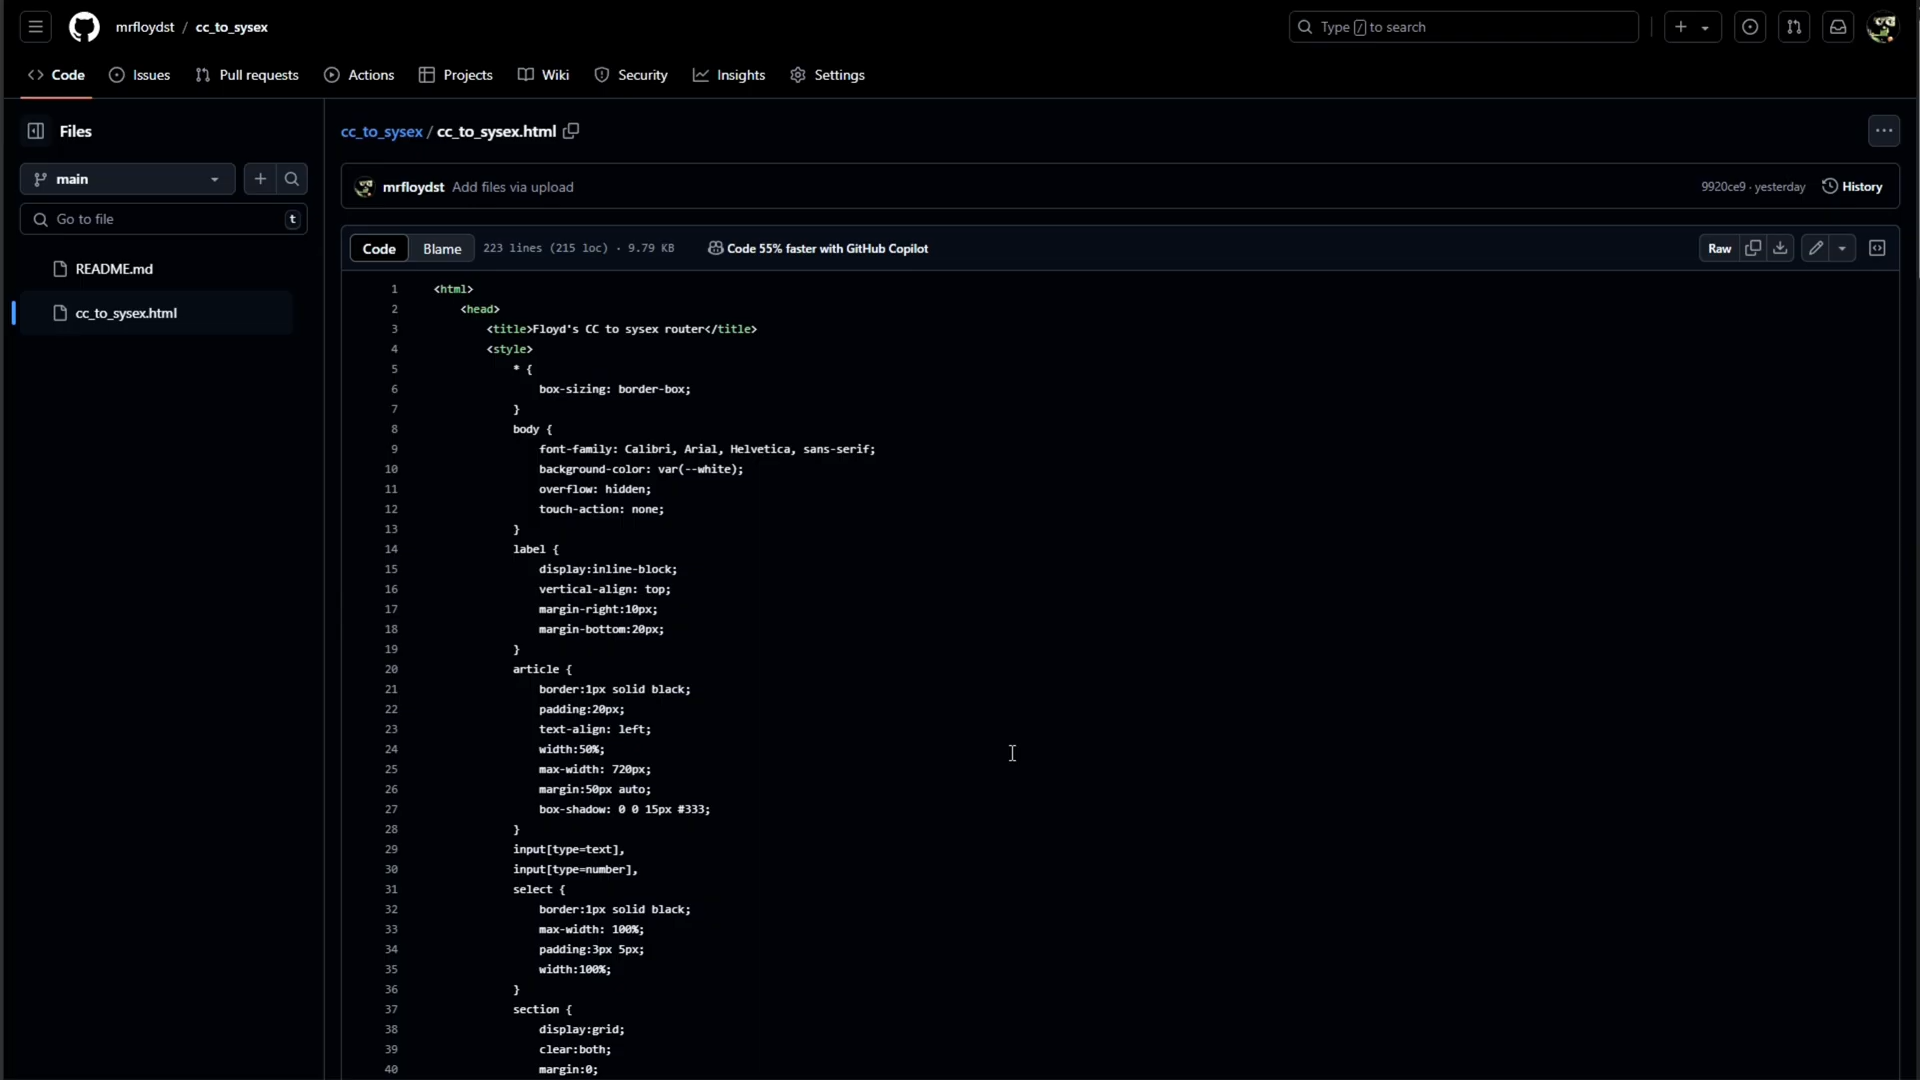 mrfloydst / cc_to_sysex
Type / to search
Code Issues Pull requests Actions Projects Wiki Security Insights Settings
Files
main
Go to file t
README.md
cc_to_sysex.html
cc_to_sysex / cc_to_sysex.html
mrfloydst Add files via upload
9920ce9 · yesterday History
Code Blame 223 lines (215 loc) · 9.79 KB Code 55% faster with GitHub Copilot
Raw
1 <html>
2 <head>
3 <title>Floyd's CC to sysex router</title>
4 <style>
5 * {
6 box-sizing: border-box;
7 }
8 body {
9 font-family: Calibri, Arial, Helvetica, sans-serif;
10 background-color: var(--white);
11 overflow: hidden;
12 touch-action: none;
13 }
14 label {
15 display:inline-block;
16 vertical-align: top;
17 margin-right:10px;
18 margin-bottom:20px;
19 }
20 article {
21 border:1px solid black;
22 padding:20px;
23 text-align: left;
24 width:50%;
25 max-width: 720px;
26 margin:50px auto;
27 box-shadow: 0 0 15px #333;
28 }
29 input[type=text],
30 input[type=number],
31 select {
32 border:1px solid black;
33 max-width: 100%;
34 padding:3px 5px;
35 width:100%;
36 }
37 section {
38 display:grid;
39 clear:both;
40 margin:0;